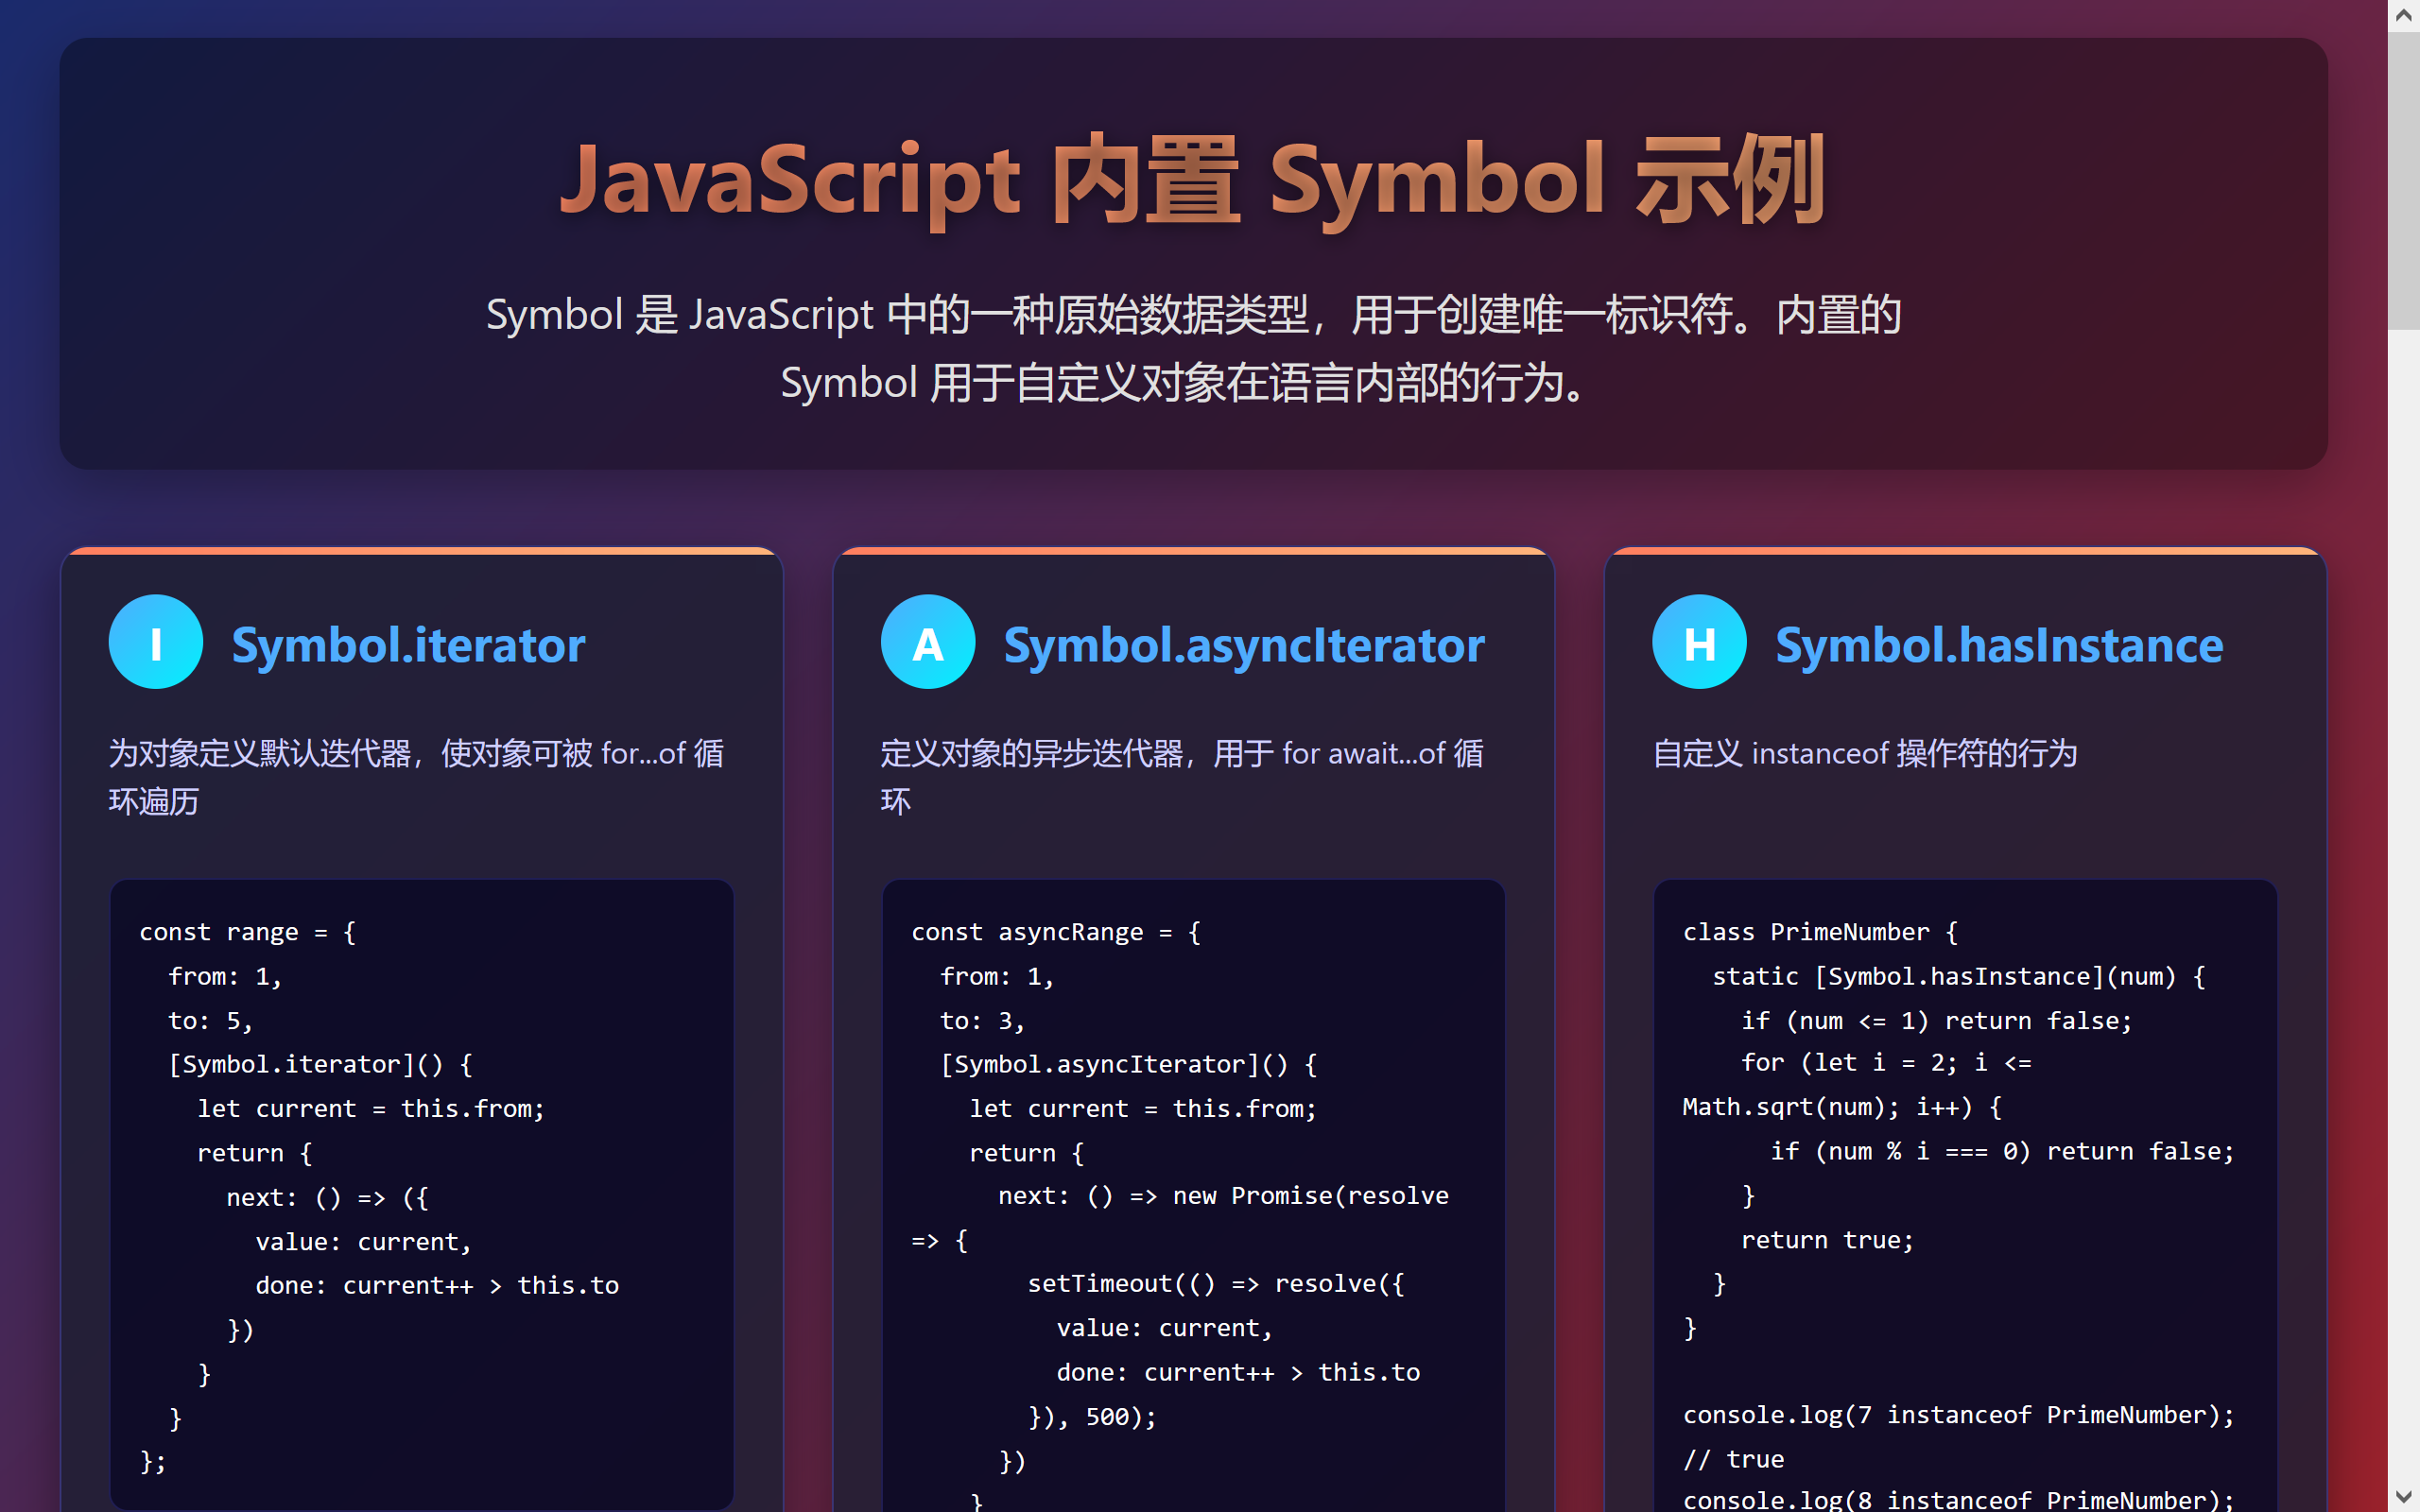 JavaScript 内置 Symbol 示例
Symbol 是 JavaScript 中的一种原始数据类型，用于创建唯一标识符。内置的
Symbol 用于自定义对象在语言内部的行为。
I
Symbol.iterator
为对象定义默认迭代器，使对象可被 for...of 循
环遍历
const range = {
  from: 1,
  to: 5,
  [Symbol.iterator]() {
    let current = this.from;
    return {
      next: () => ({
        value: current,
        done: current++ > this.to
      })
    }
  }
};
A
Symbol.asyncIterator
定义对象的异步迭代器，用于 for await...of 循
环
const asyncRange = {
  from: 1,
  to: 3,
  [Symbol.asyncIterator]() {
    let current = this.from;
    return {
      next: () => new Promise(resolve
=> {
        setTimeout(() => resolve({
          value: current,
          done: current++ > this.to
        }), 500);
      })
    }
H
Symbol.hasInstance
自定义 instanceof 操作符的行为
class PrimeNumber {
  static [Symbol.hasInstance](num) {
    if (num <= 1) return false;
    for (let i = 2; i <=
Math.sqrt(num); i++) {
      if (num % i === 0) return false;
    }
    return true;
  }
}
console.log(7 instanceof PrimeNumber);
// true
console.log(8 instanceof PrimeNumber);